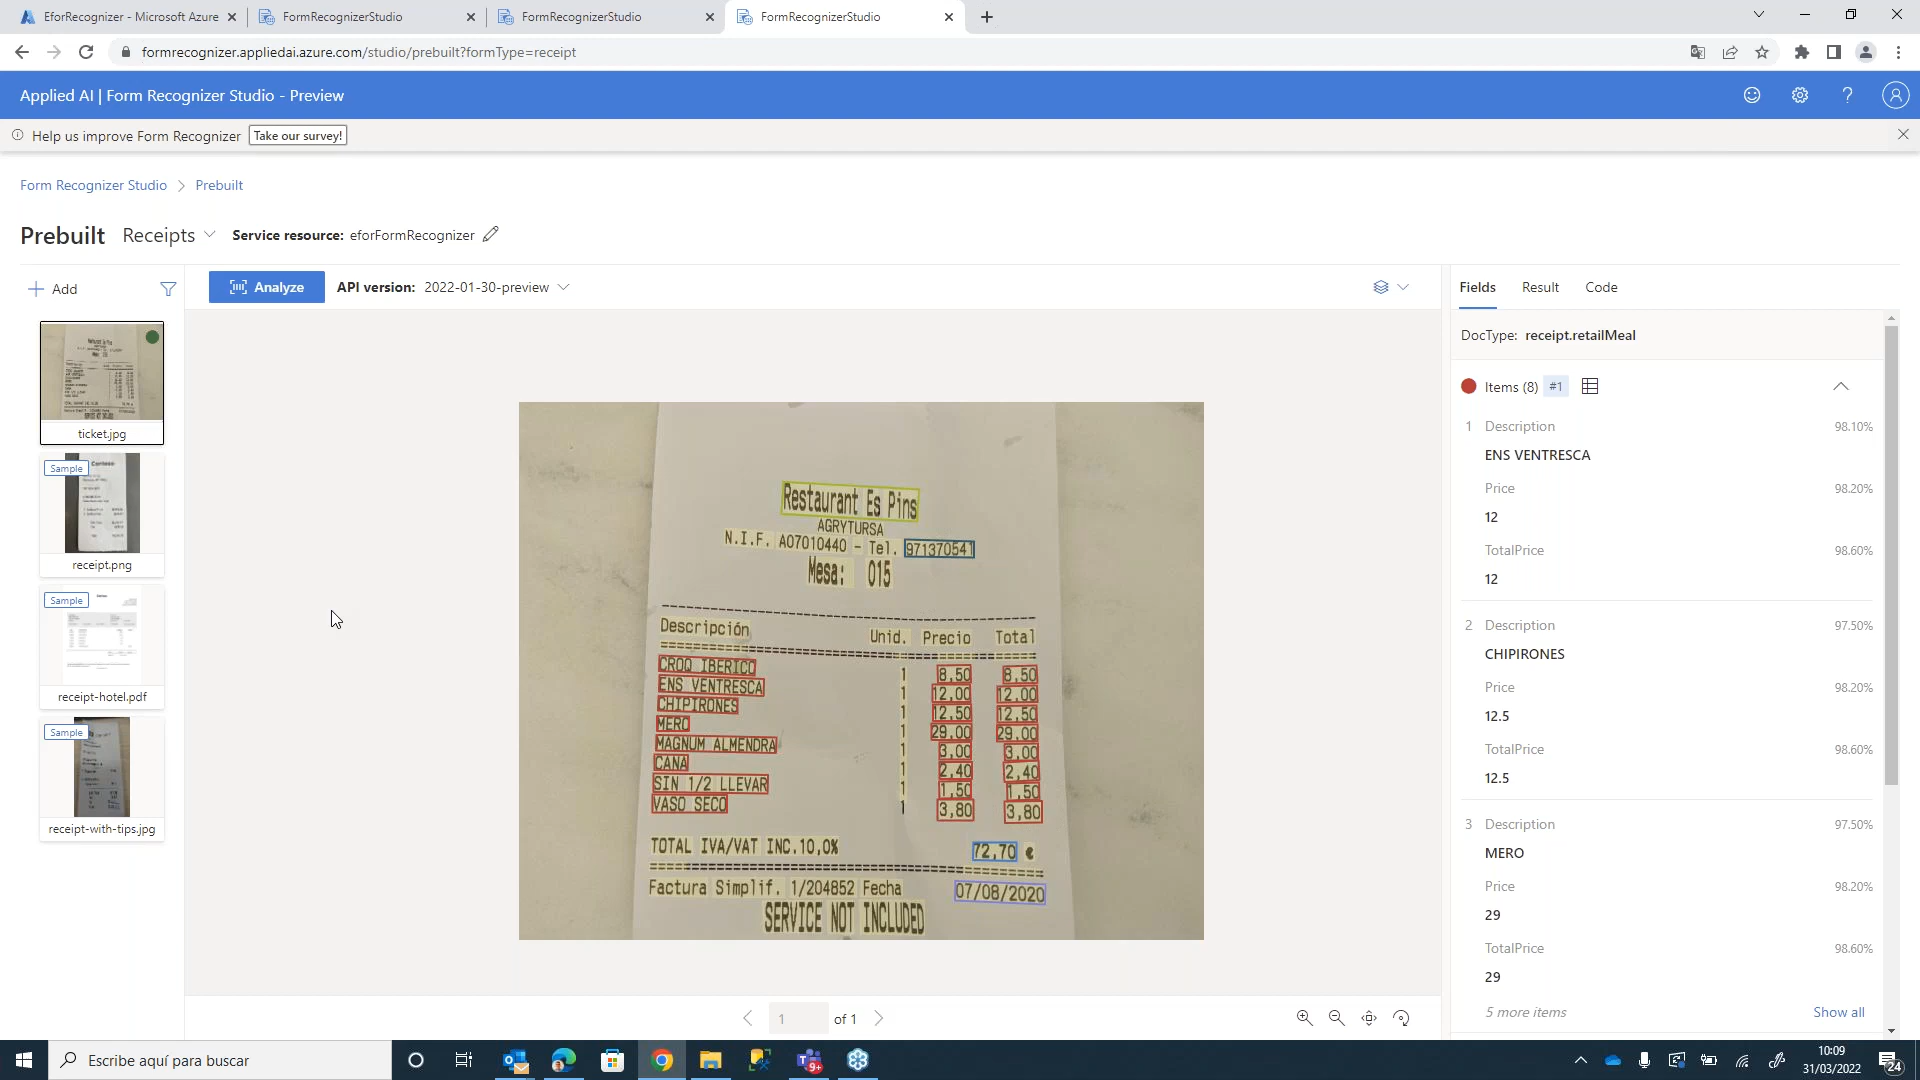 EforRecognizer - Microsoft Azure
FormRecognizerStudio
FormRecognizerStudio
FormRecognizerStudio
formrecognizer.appliedai.azure.com/studio/prebuilt?formType=receipt
Applied AI | Form Recognizer Studio - Preview
Help us improve Form Recognizer Take our survey!
Form Recognizer Studio > Prebuilt
Prebuilt Receipts Service resource: eforFormRecognizer
Add
Analyze API version: 2022-01-30-preview
Fields Result Code
ticket.jpg
Sample
receipt.png
Sample
receipt-hotel.pdf
Sample
receipt-with-tips.jpg
Restaurant Es Pins
AGRYTURSA
N.I.F. A07010440 - Tel. 971370541
Mesa: 015
Descripción Unid. Precio Total
CROQ IBERICO 1 8,50 8,50
ENS VENTRESCA 1 12,00 12,00
CHIPIRONES 1 12,50 12,50
MERO 1 29,00 29,00
MAGNUM ALMENDRA 1 3,00 3,00
CANA 1 2,40 2,40
SIN 1/2 LLEVAR 1 1,50 1,50
VASO SECO 1 3,80 3,80
TOTAL IVA/VAT INC.10,0% 72,70 €
Factura Simplif. 1/204852 Fecha 07/08/2020
SERVICE NOT INCLUDED
1 of 1
DocType: receipt.retailMeal
Items (8) #1
1 Description 98.10%
ENS VENTRESCA
Price 98.20%
12
TotalPrice 98.60%
12
2 Description 97.50%
CHIPIRONES
Price 98.20%
12.5
TotalPrice 98.60%
12.5
3 Description 97.50%
MERO
Price 98.20%
29
TotalPrice 98.60%
29
5 more items Show all
Escribe aquí para buscar
9+
10:09
31/03/2022
24